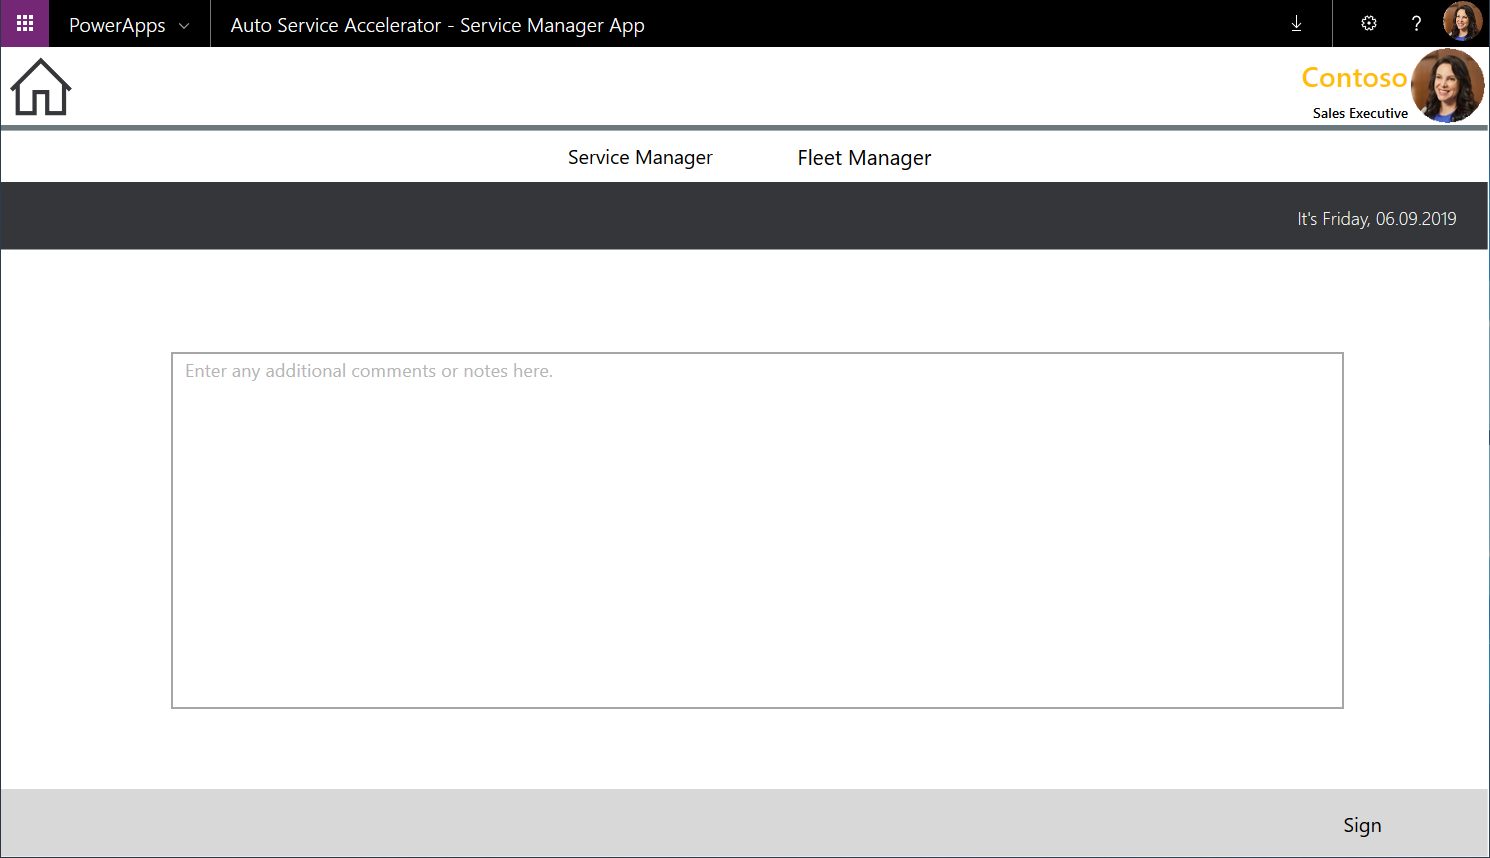 PowerApps
Auto Service Accelerator - Service Manager App
?
Contoso
Sales Executive
Service Manager
Fleet Manager
It's Friday, 06.09.2019
Enter any additional comments or notes here.
Sign